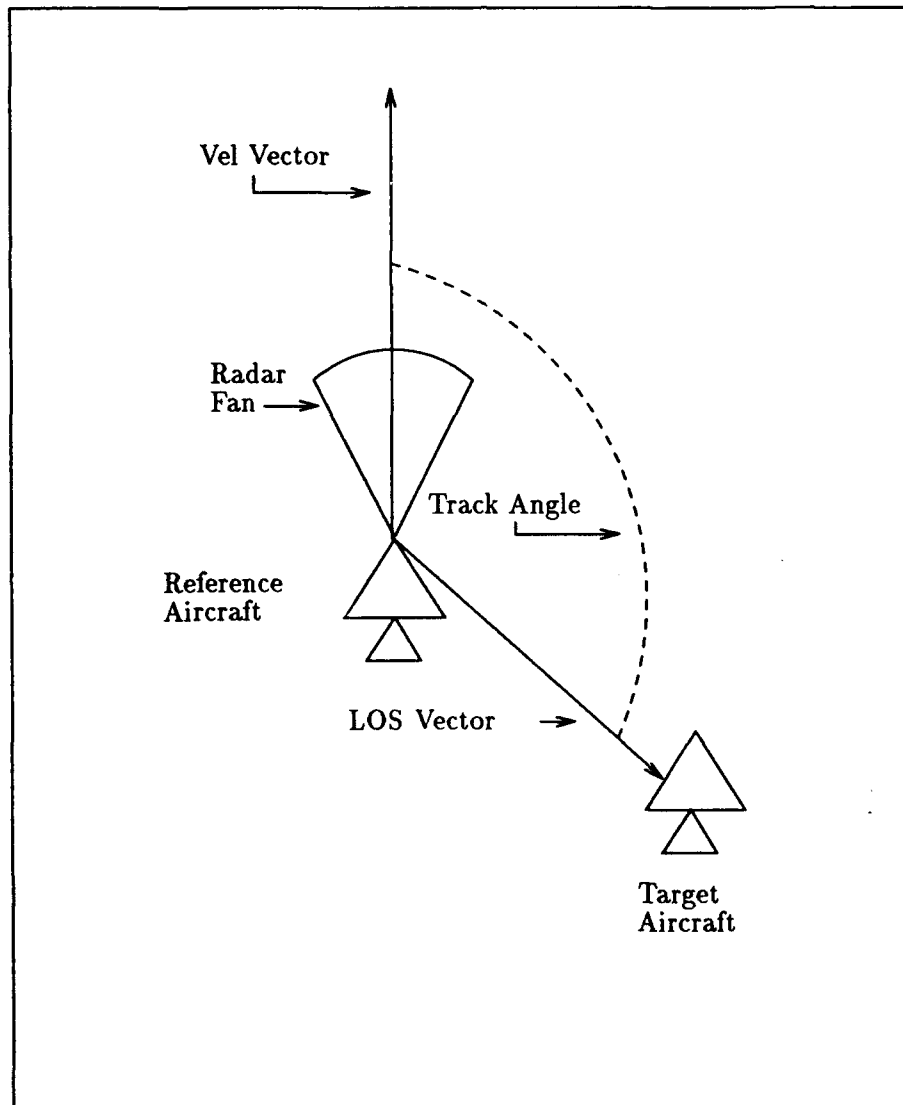 Vel Vector
Radar
Fan
Track Angle
Reference
Aircraft
LOS Vector
Target
Aircraft